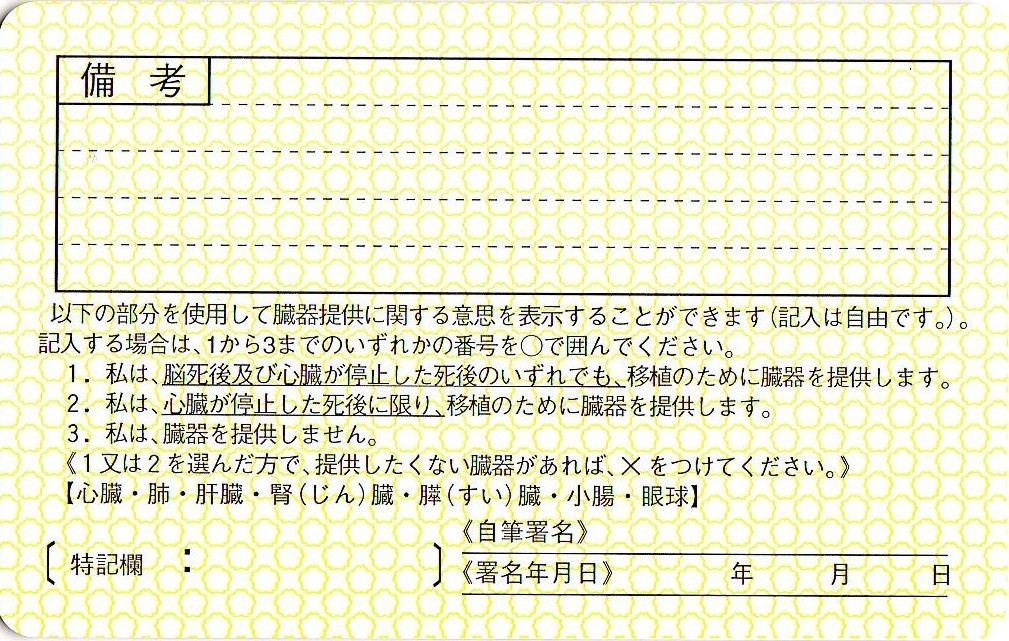 備 考
以下の部分を使用して臓器提供に関する意思を表示することができます(記入は自由です。)。
記入する場合は、1から3までのいずれかの番号を○で囲んでください。
1. 私は、脳死後及び心臓が停止した死後のいずれでも、移植のために臓器を提供します。
2. 私は、心臓が停止した死後に限り、移植のために臓器を提供します。
3. 私は、臓器を提供しません。
《1又は2を選んだ方で、提供したくない臓器があれば、×をつけてください。》
【心臓・肺・肝臓・腎(じん)臓・膵(すい)臓・小腸・眼球】
〔特記欄: 〕
《自筆署名》
《署名年月日》 年 月 日